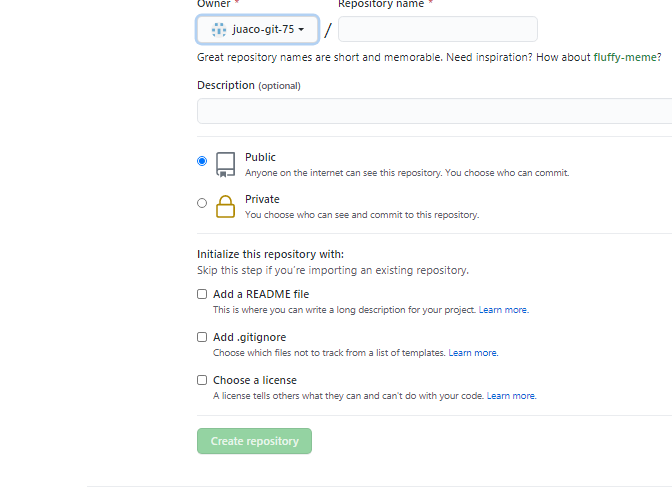 Owner * Repository name *
juaco-git-75 /
Great repository names are short and memorable. Need inspiration? How about fluffy-meme?
Description (optional)
Public
Anyone on the internet can see this repository. You choose who can commit.
Private
You choose who can see and commit to this repository.
Initialize this repository with:
Skip this step if you're importing an existing repository.
Add a README file
This is where you can write a long description for your project. Learn more.
Add .gitignore
Choose which files not to track from a list of templates. Learn more.
Choose a license
A license tells others what they can and can't do with your code. Learn more.
Create repository